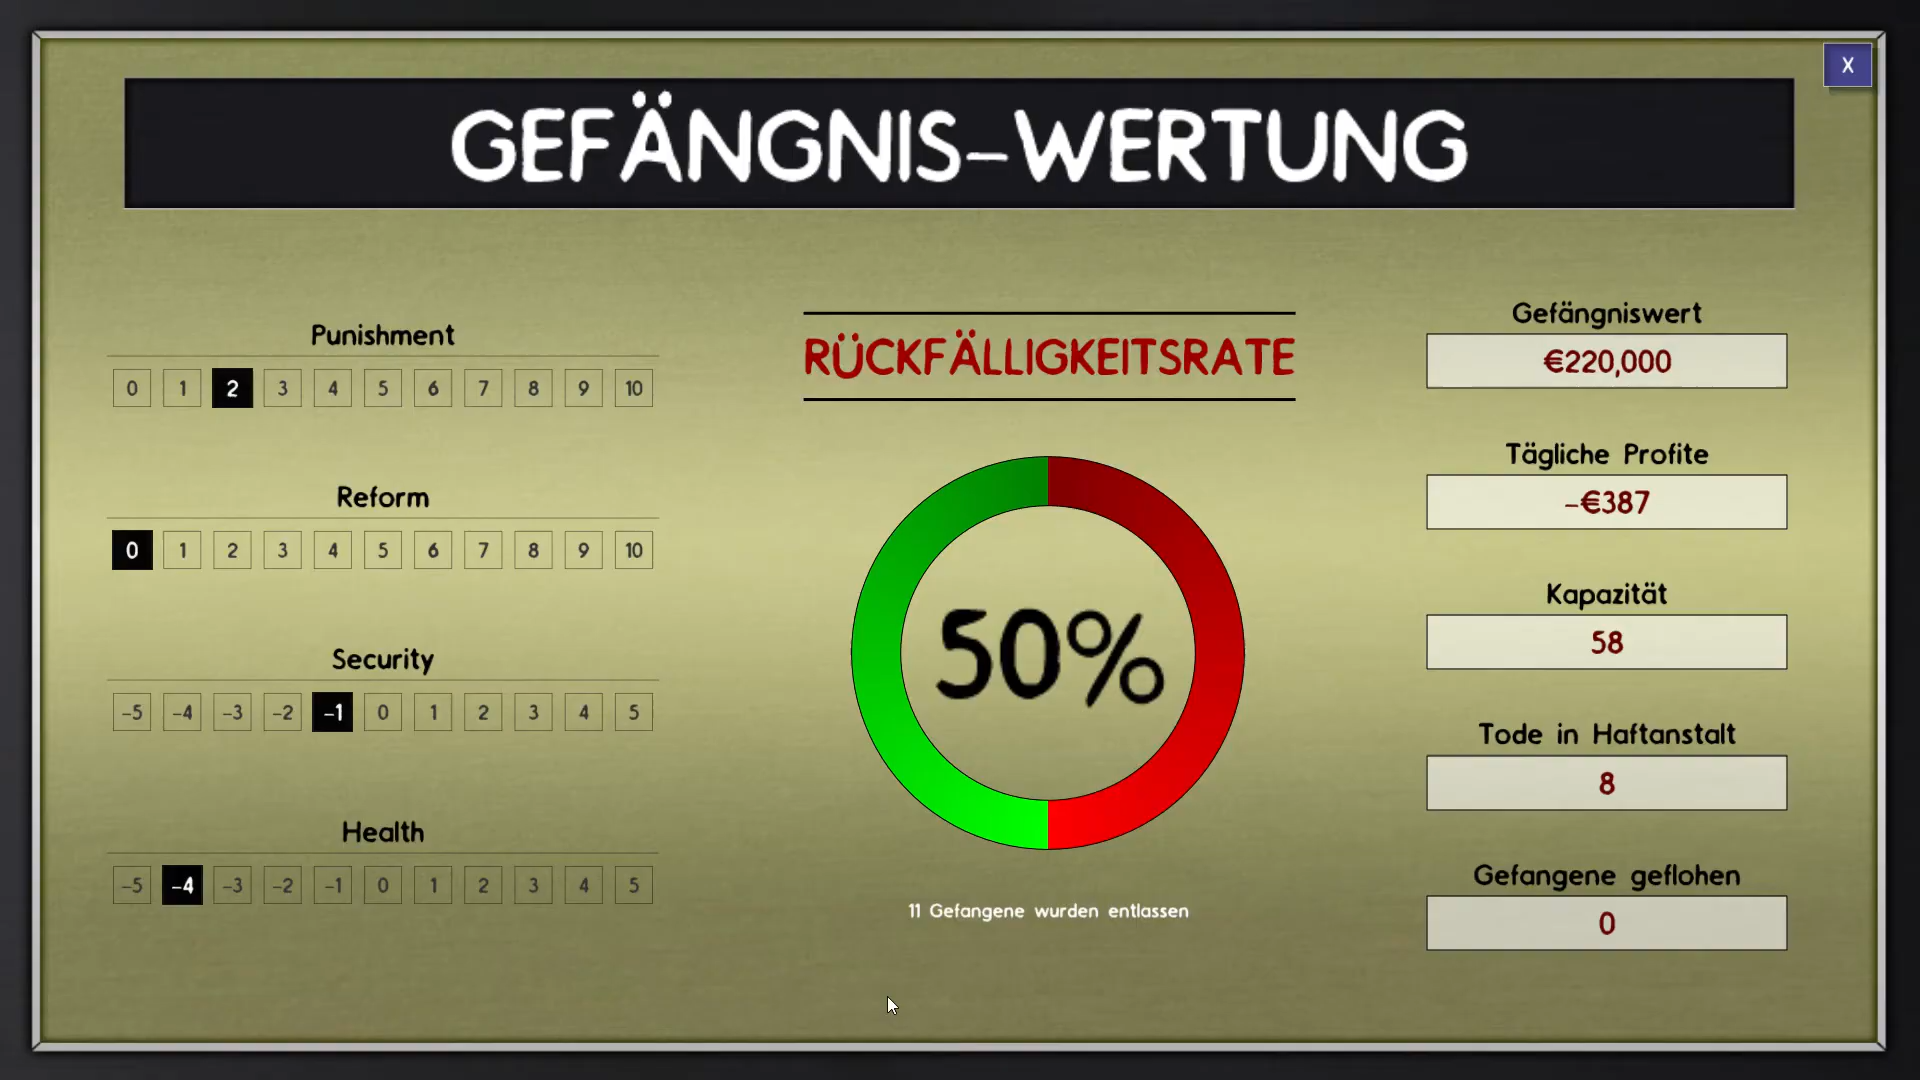 X
GEFÄNGNIS-WERTUNG
Punishment
0 1 2 3 4 5 6 7 8 9 10
Reform
0 1 2 3 4 5 6 7 8 9 10
Security
-5 -4 -3 -2 -1 0 1 2 3 4 5
Health
-5 -4 -3 -2 -1 0 1 2 3 4 5
RÜCKFÄLLIGKEITSRATE
50%
11 Gefangene wurden entlassen
Gefängniswert
€220,000
Tägliche Profite
-€387
Kapazität
58
Tode in Haftanstalt
8
Gefangene geflohen
0